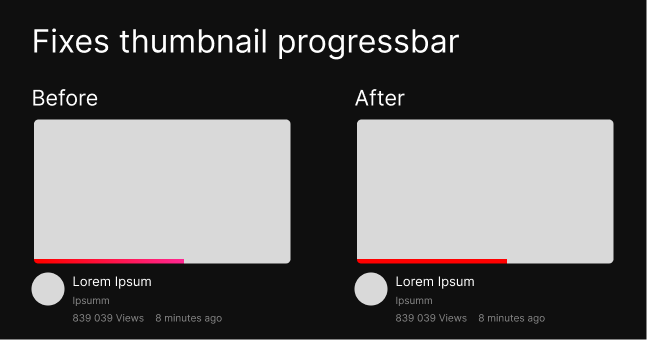 Fixes thumbnail progressbar
Before
After
Lorem Ipsum
Ipsumm
839 039 Views 8 minutes ago
Lorem Ipsum
Ipsumm
839 039 Views 8 minutes ago